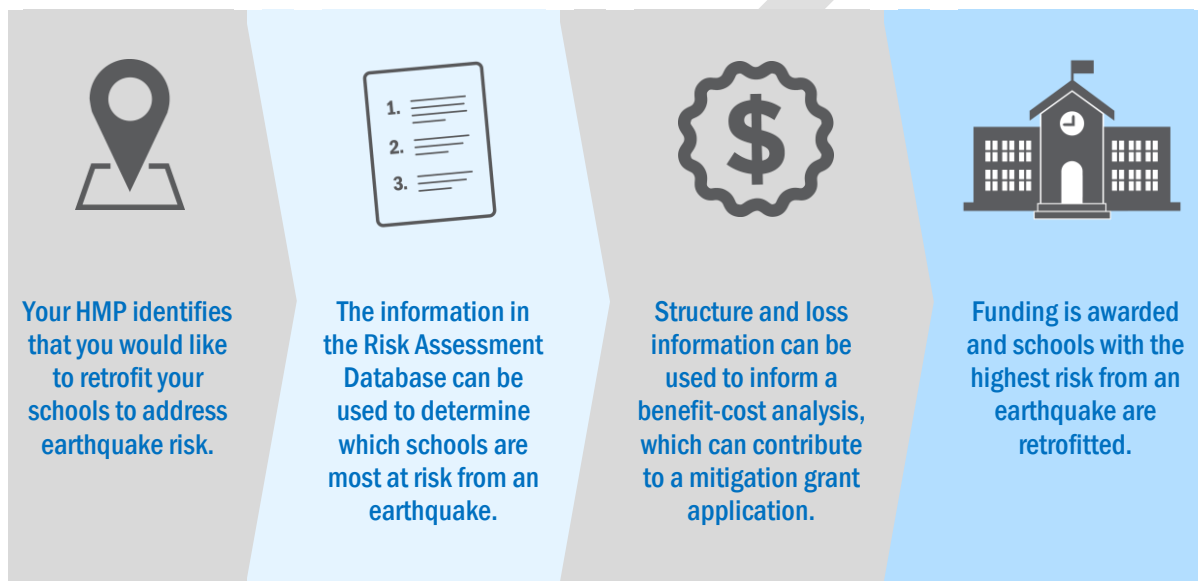 Your HMP identifies
that you would like
to retrofit your
schools to address
earthquake risk.
1.
2.
3.
The information in
the Risk Assessment
Database can be
used to determine
which schools are
most at risk from an
earthquake.
$
Structure and loss
information can be
used to inform a
benefit-cost analysis,
which can contribute
to a mitigation grant
application.
Funding is awarded
and schools with the
highest risk from an
earthquake are
retrofitted.